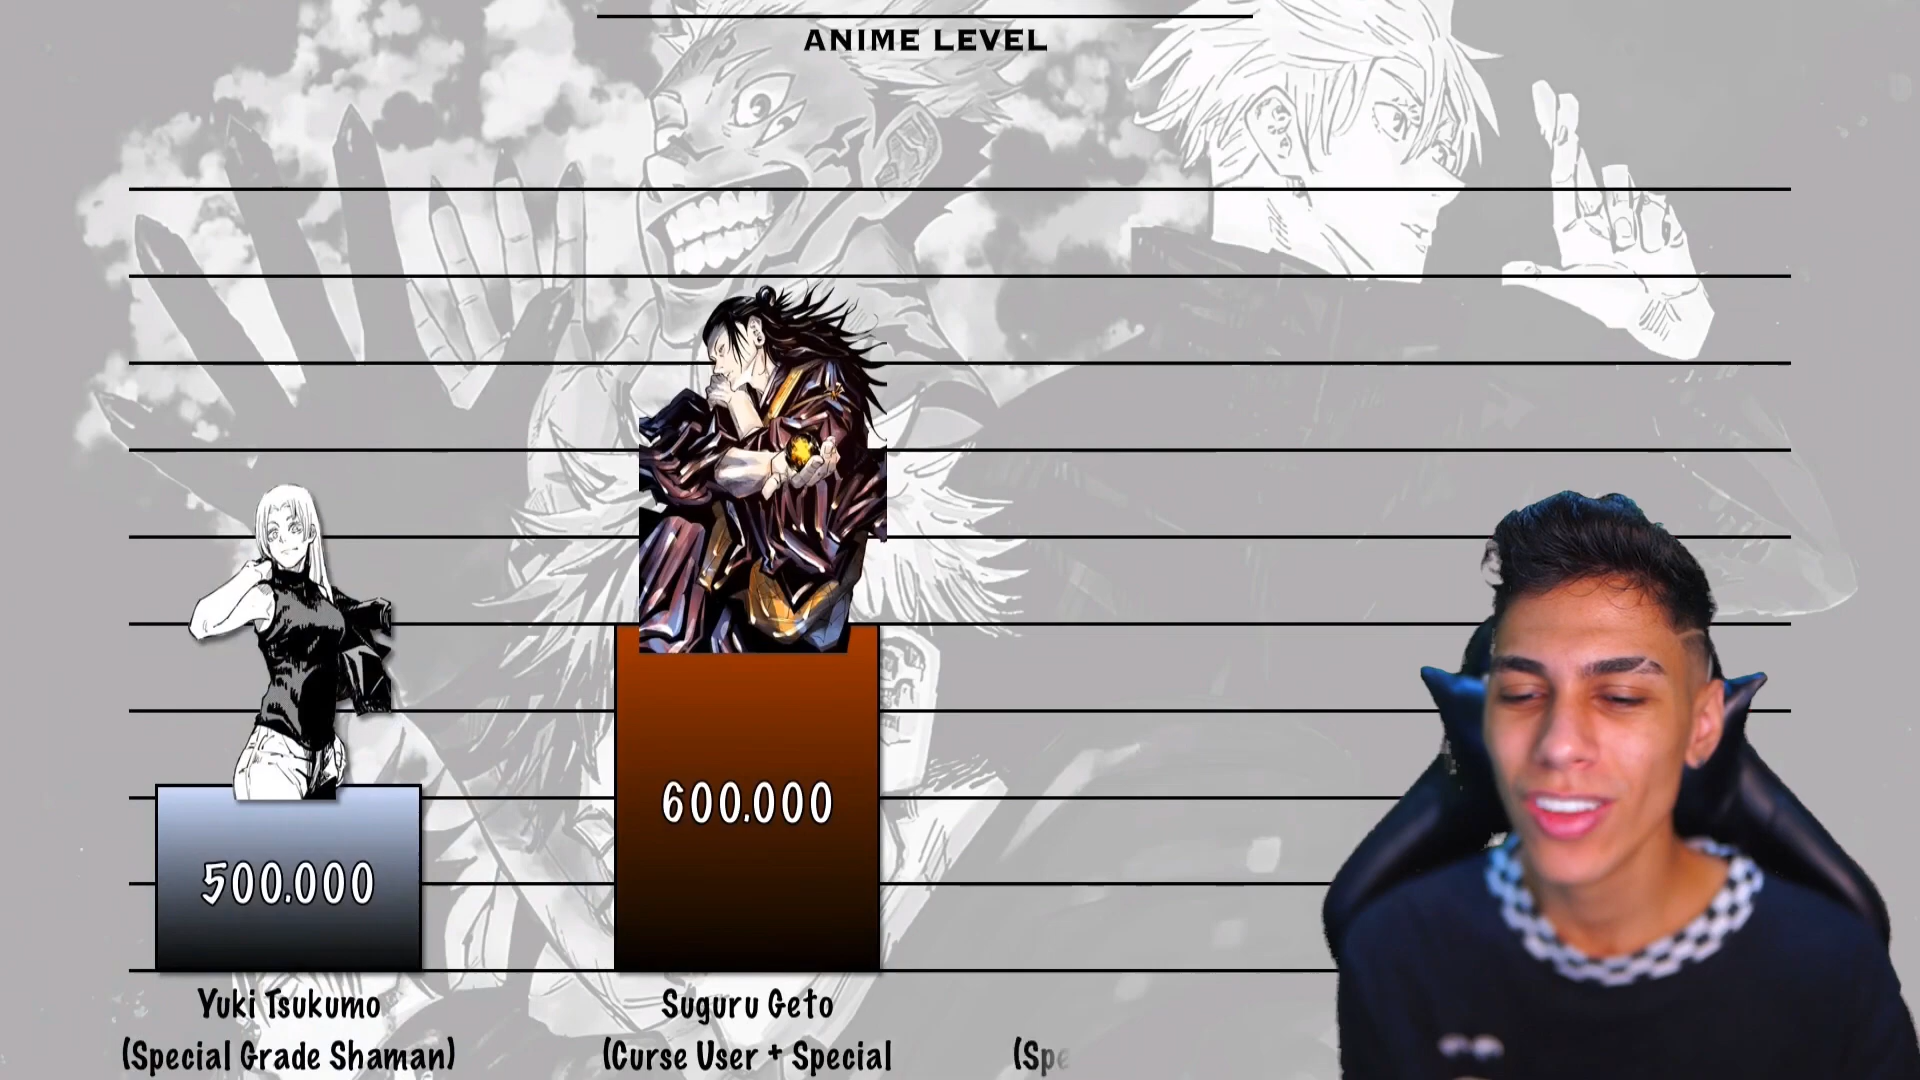 ANIME LEVEL
500.000
600.000
Yuki Tsukumo
Suguru Geto
(Special Grade Shaman)
(Curse User + Special